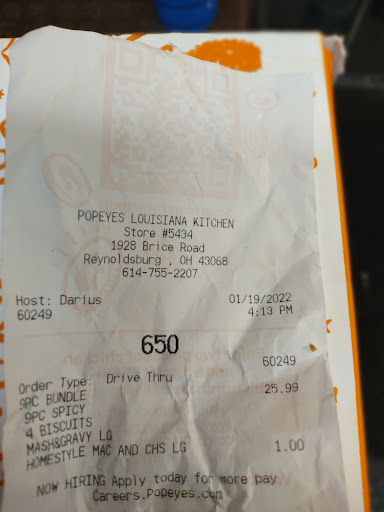 POPEYES LOUISIANA KITCHEN
Store #5434
1928 Brice Road
Reynoldsburg , OH 43068
614-755-2207
Host: Darius 01/19/2022
60249 4:13 PM
650
60249
Order Type: Drive Thru
9PC BUNDLE 25.99
9PC SPICY
4 BISCUITS
MASH&GRAVY LG
HOMESTYLE MAC AND CHS LG 1.00
NOW HIRING Apply today for more pay
Careers.Popeyes.com